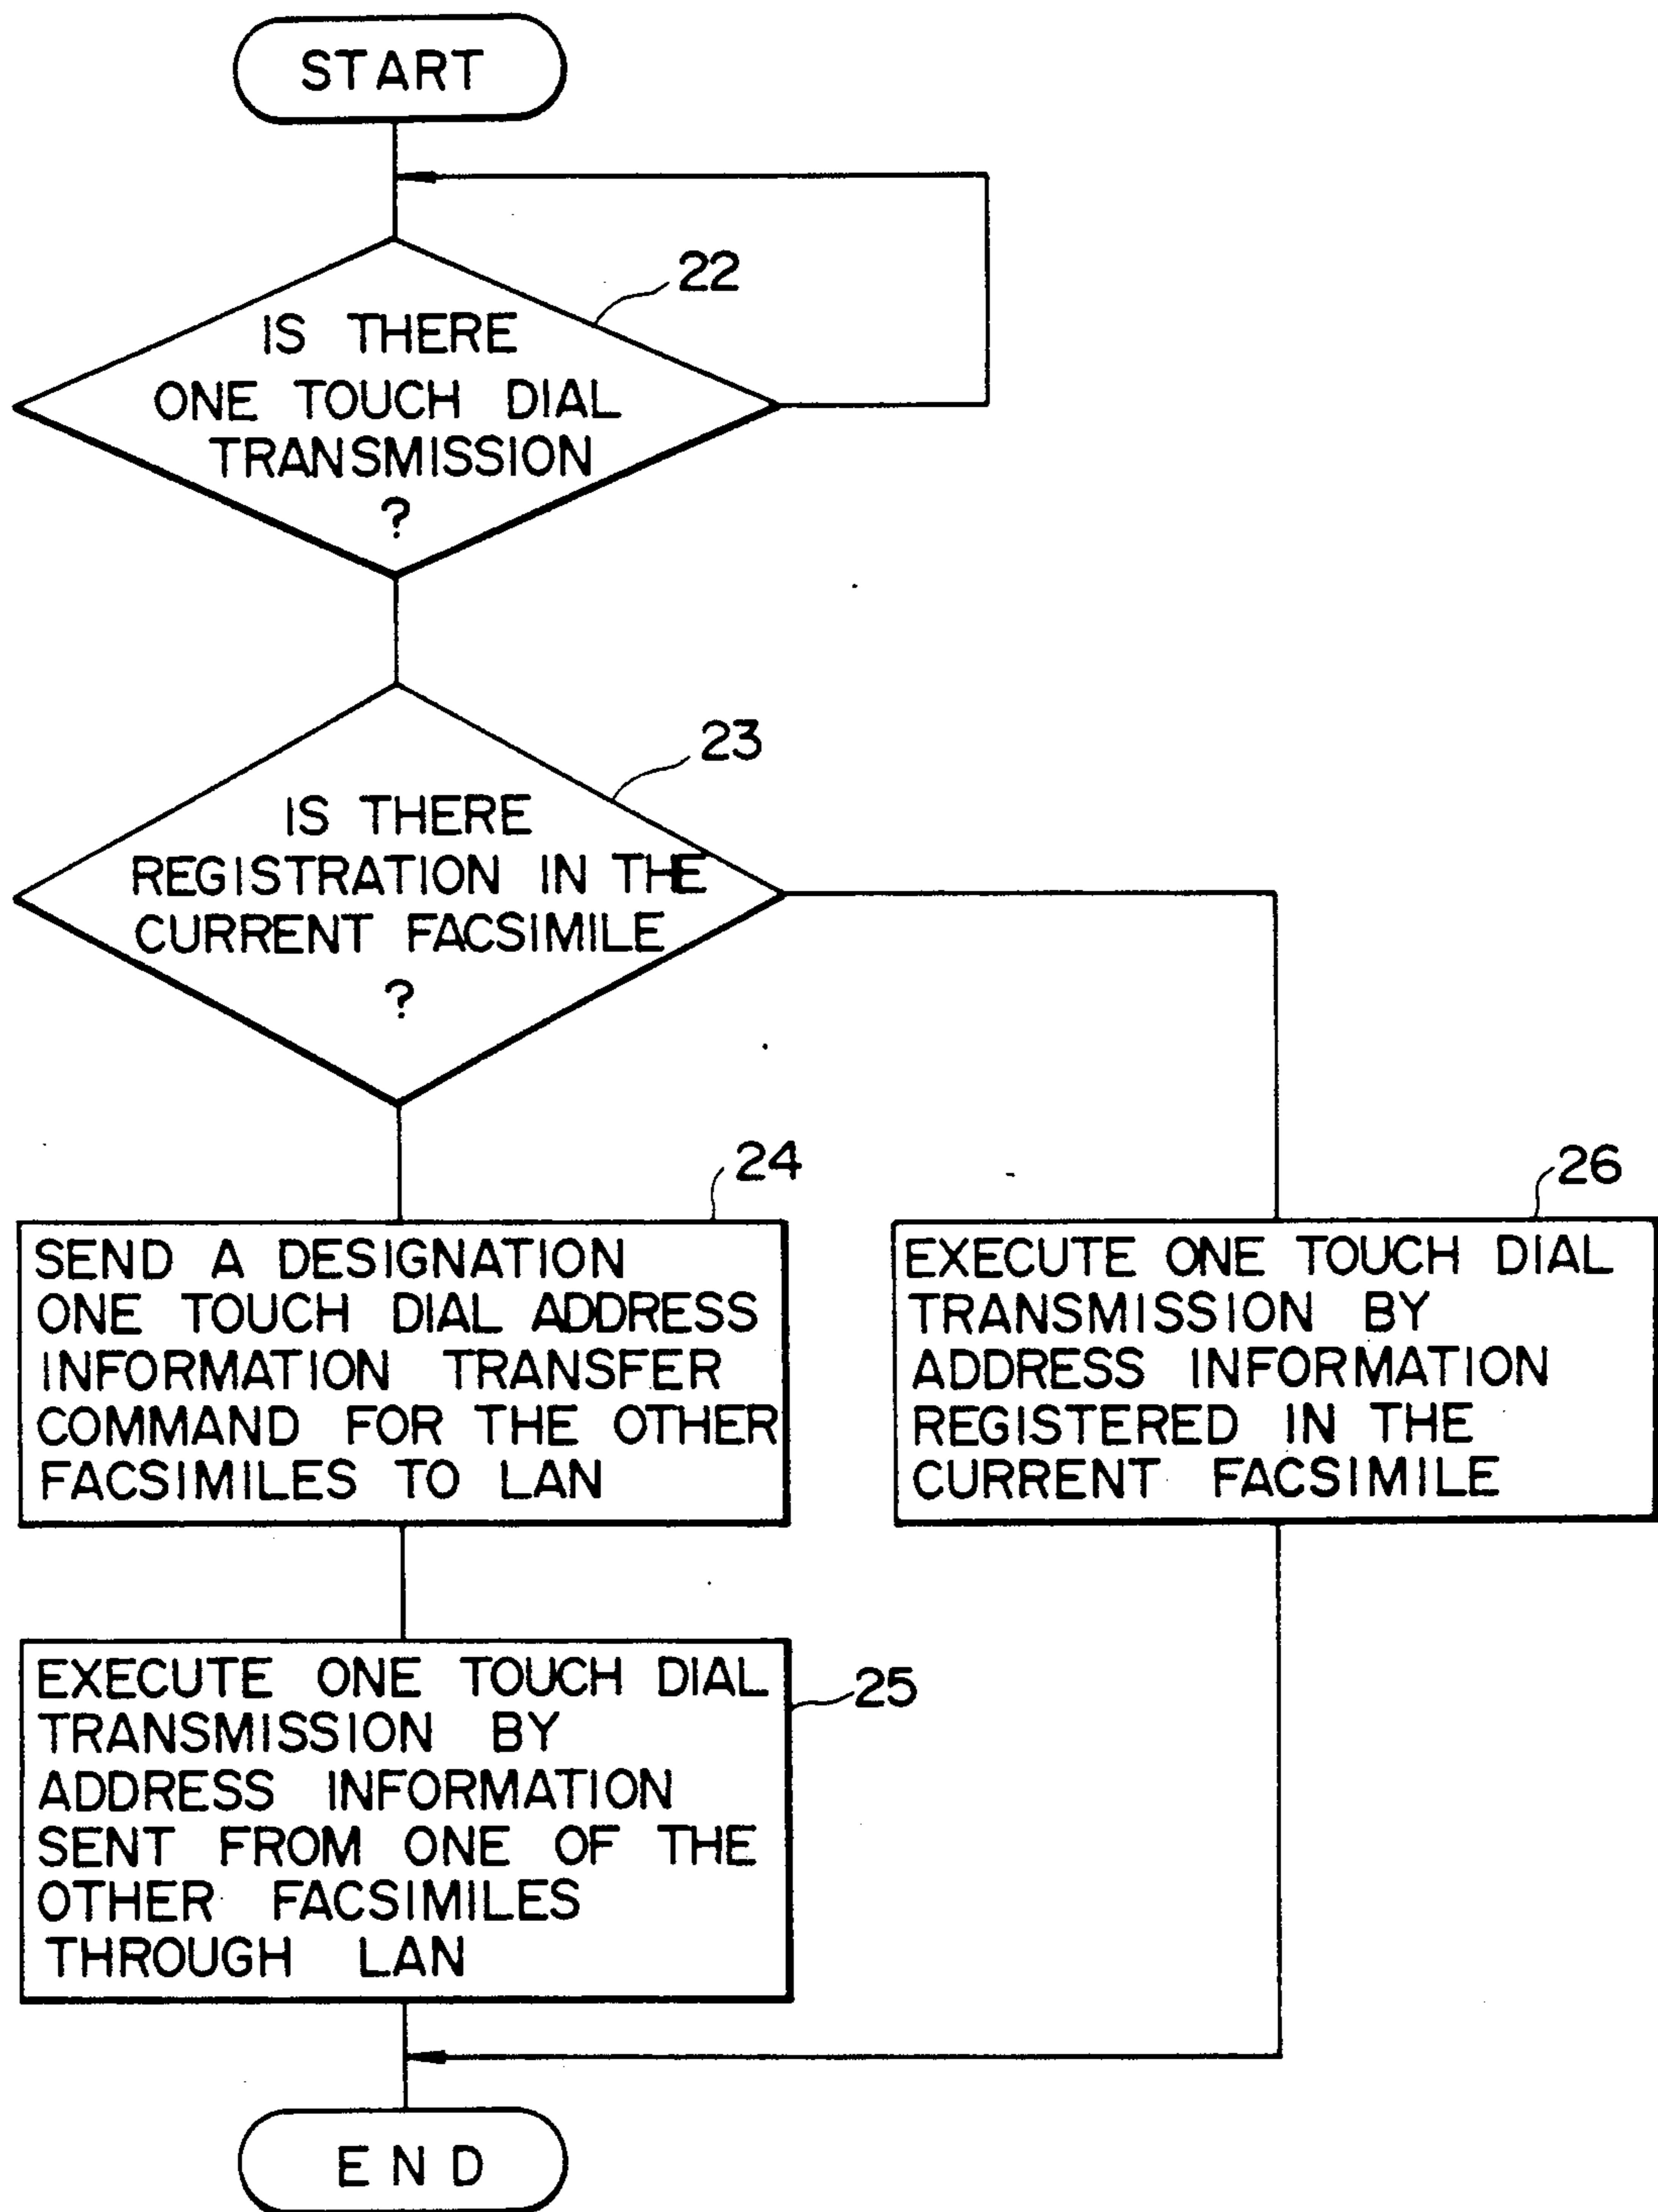 START
22
IS THERE
ONE TOUCH DIAL
TRANSMISSION
?
23
IS THERE
REGISTRATION IN THE
CURRENT FACSIMILE
?
24
SEND A DESIGNATION
ONE TOUCH DIAL ADDRESS
INFORMATION TRANSFER
COMMAND FOR THE OTHER
FACSIMILES TO LAN
26
EXECUTE ONE TOUCH DIAL
TRANSMISSION BY
ADDRESS INFORMATION
REGISTERED IN THE
CURRENT FACSIMILE
25
EXECUTE ONE TOUCH DIAL
TRANSMISSION BY
ADDRESS INFORMATION
SENT FROM ONE OF THE
OTHER FACSIMILES
THROUGH LAN
END